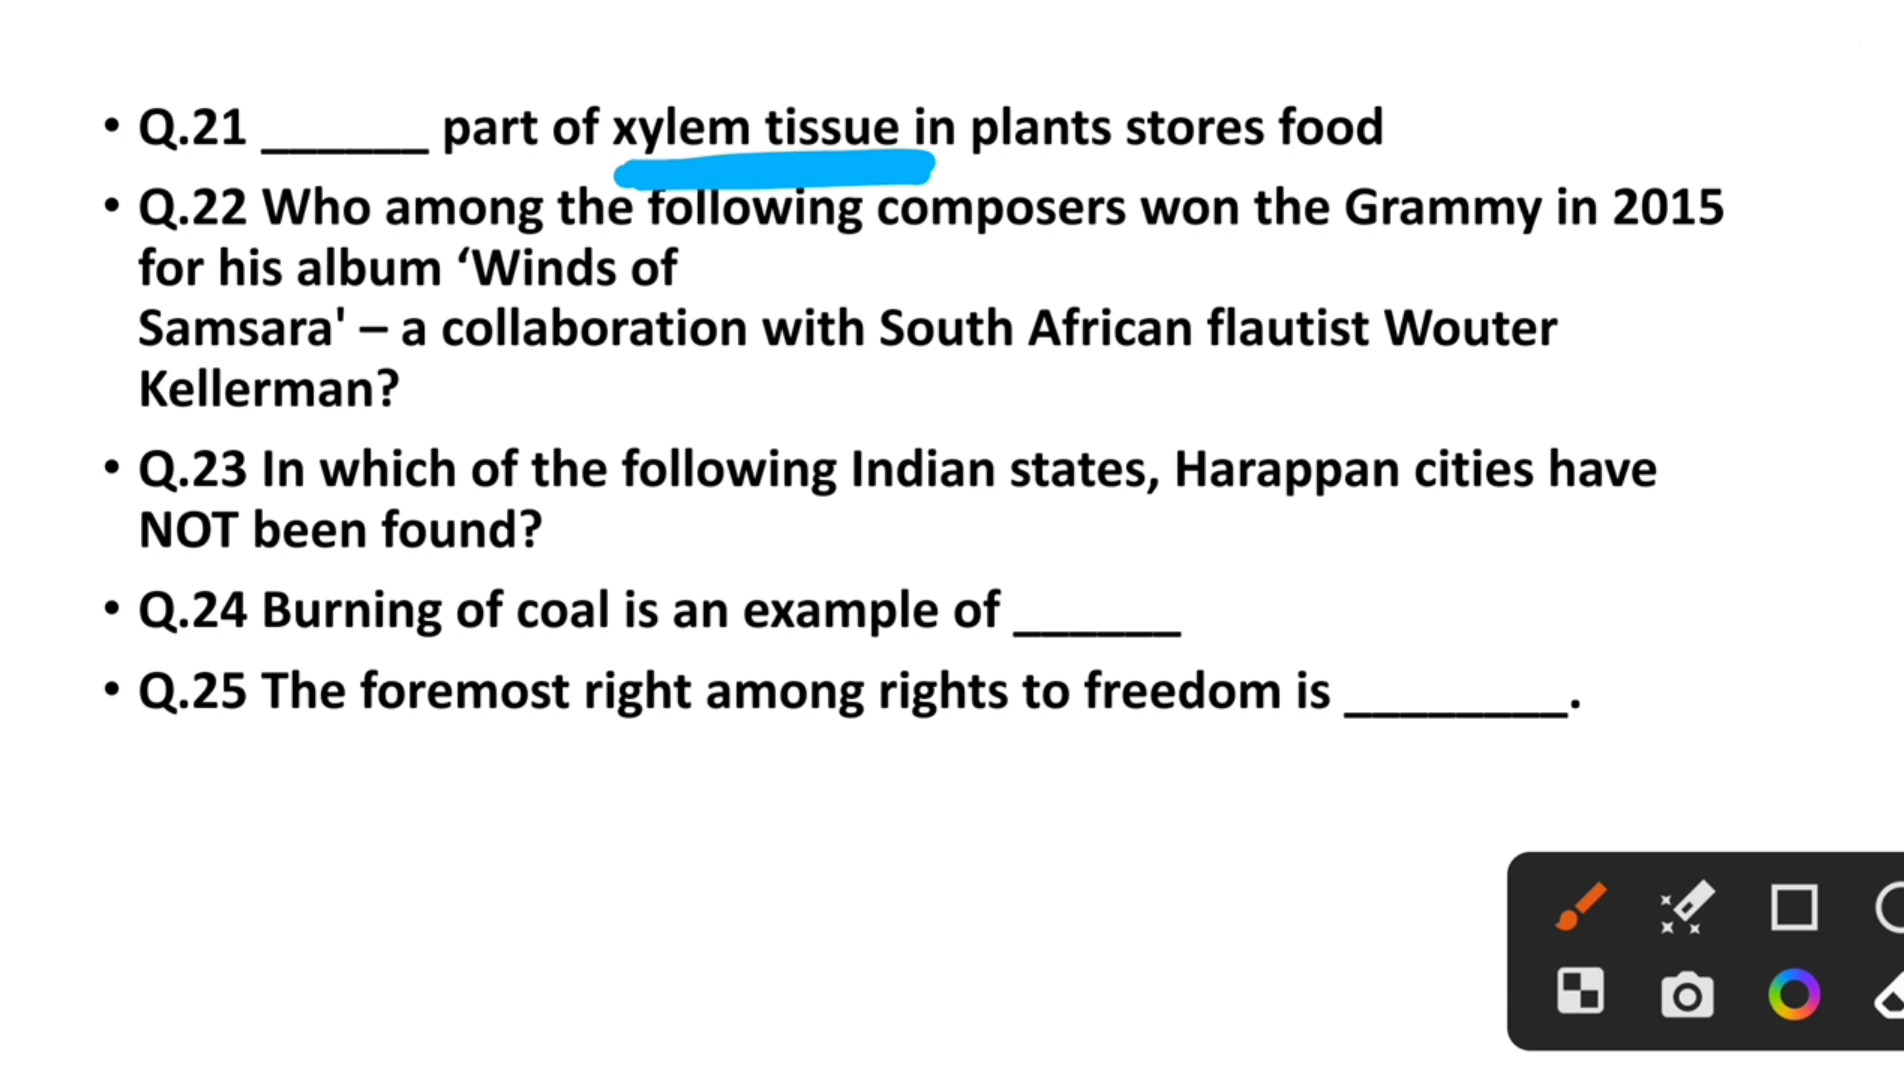 • Q.21 ______ part of xylem tissue in plants stores food
• Q.22 Who among the following composers won the Grammy in 2015
for his album ‘Winds of
Samsara' – a collaboration with South African flautist Wouter
Kellerman?
• Q.23 In which of the following Indian states, Harappan cities have
NOT been found?
• Q.24 Burning of coal is an example of ______
• Q.25 The foremost right among rights to freedom is ________.